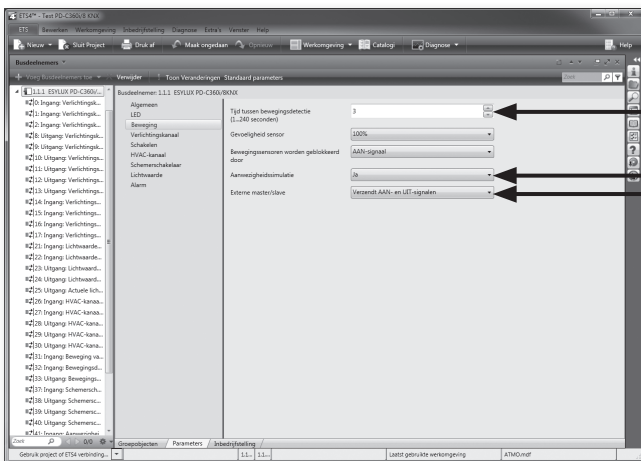 ETS4™ - Test PD-C360i/8 KNX
ETS Bewerken Werkomgeving Inbedrijfstelling Diagnose Extra's Venster Help
Nieuw Sluit Project Druk af Maak ongedaan Opnieuw Werkomgeving Catalogi Diagnose Help
Busdeelnemers
Voeg Busdeelnemers toe Verwijder Toon Veranderingen Standaard parameters Zoek
1.1.1 ESYLUX PD-C360i/...
0: Ingang: Verlichtingsk...
1: Ingang: Verlichtingsk...
2: Ingang: Verlichtingsk...
8: Uitgang: Verlichtingsk...
9: Uitgang: Verlichtingsk...
10: Uitgang: Verlichtings...
11: Uitgang: Verlichtings...
12: Uitgang: Verlichtings...
13: Uitgang: Verlichtings...
14: Ingang: Verlichtings...
15: Ingang: Verlichtings...
16: Ingang: Verlichtings...
17: Ingang: Verlichtings...
21: Ingang: Lichtwaarde...
22: Ingang: Lichtwaarde...
23: Uitgang: Lichtwaard...
24: Uitgang: Lichtwaard...
25: Uitgang: Actuele lich...
26: Ingang: HVAC-kanaa...
27: Ingang: HVAC-kanaa...
28: Uitgang: HVAC-kana...
29: Uitgang: HVAC-kana...
30: Uitgang: HVAC-kana...
31: Ingang: Beweging va...
32: Ingang: Bewegingsd...
33: Uitgang: Bewegings...
37: Ingang: Schemersch...
38: Uitgang: Schemersc...
39: Uitgang: Schemersc...
40: Uitgang: Schemersc...
41: Ingang: Aanwezighei...
Zoek 0/0
Busdeelnemer: 1.1.1 ESYLUX PD-C360i/8KNX
Algemeen
LED
Beweging
Verlichtingskanaal
Schakelen
HVAC-kanaal
Schemerschakelaar
Lichtwaarde
Alarm
Tijd tussen bewegingsdetectie
(1...240 seconden)
3
Gevoeligheid sensor
100%
Bewegingssensoren worden geblokkeerd
door
AAN-signaal
Aanwezigheidssimulatie
Ja
Externe master/slave
Verzendt AAN- en UIT-signalen
Groepobjecten Parameters Inbedrijfstelling
Gebruik project of ETS4 verbinding... 1.1... 1.1... Laatst gebruikte werkomgeving ATMO.mdf